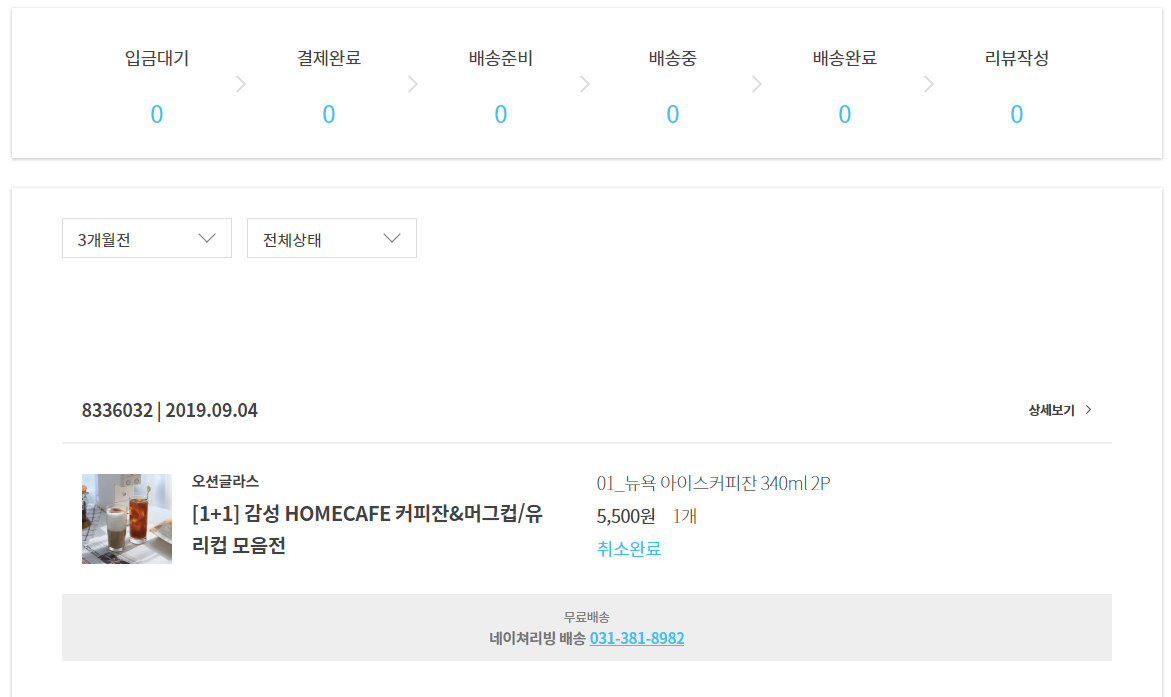 입금대기
결제완료
배송준비
배송중
배송완료
리뷰작성
0
0
0
0
0
0
3개월전
전체상태
8336032 | 2019.09.04
상세보기
오션글라스
[1+1] 감성 HOMECAFE 커피잔&머그컵/유
리컵 모음전
01_뉴욕 아이스커피잔 340ml 2P
5,500원 1개
취소완료
무료배송
네이쳐리빙 배송 031-381-8982